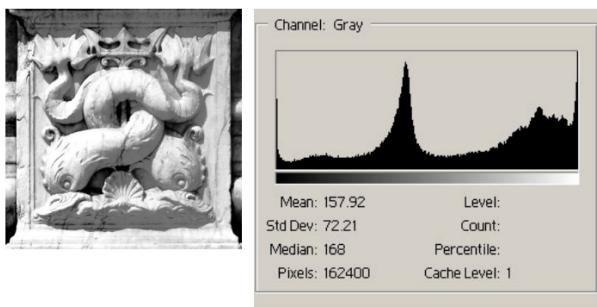 Channel: Gray
Mean: 157.92 Level:
Std Dev: 72.21 Count:
Median: 168 Percentile:
Pixels: 162400 Cache Level: 1